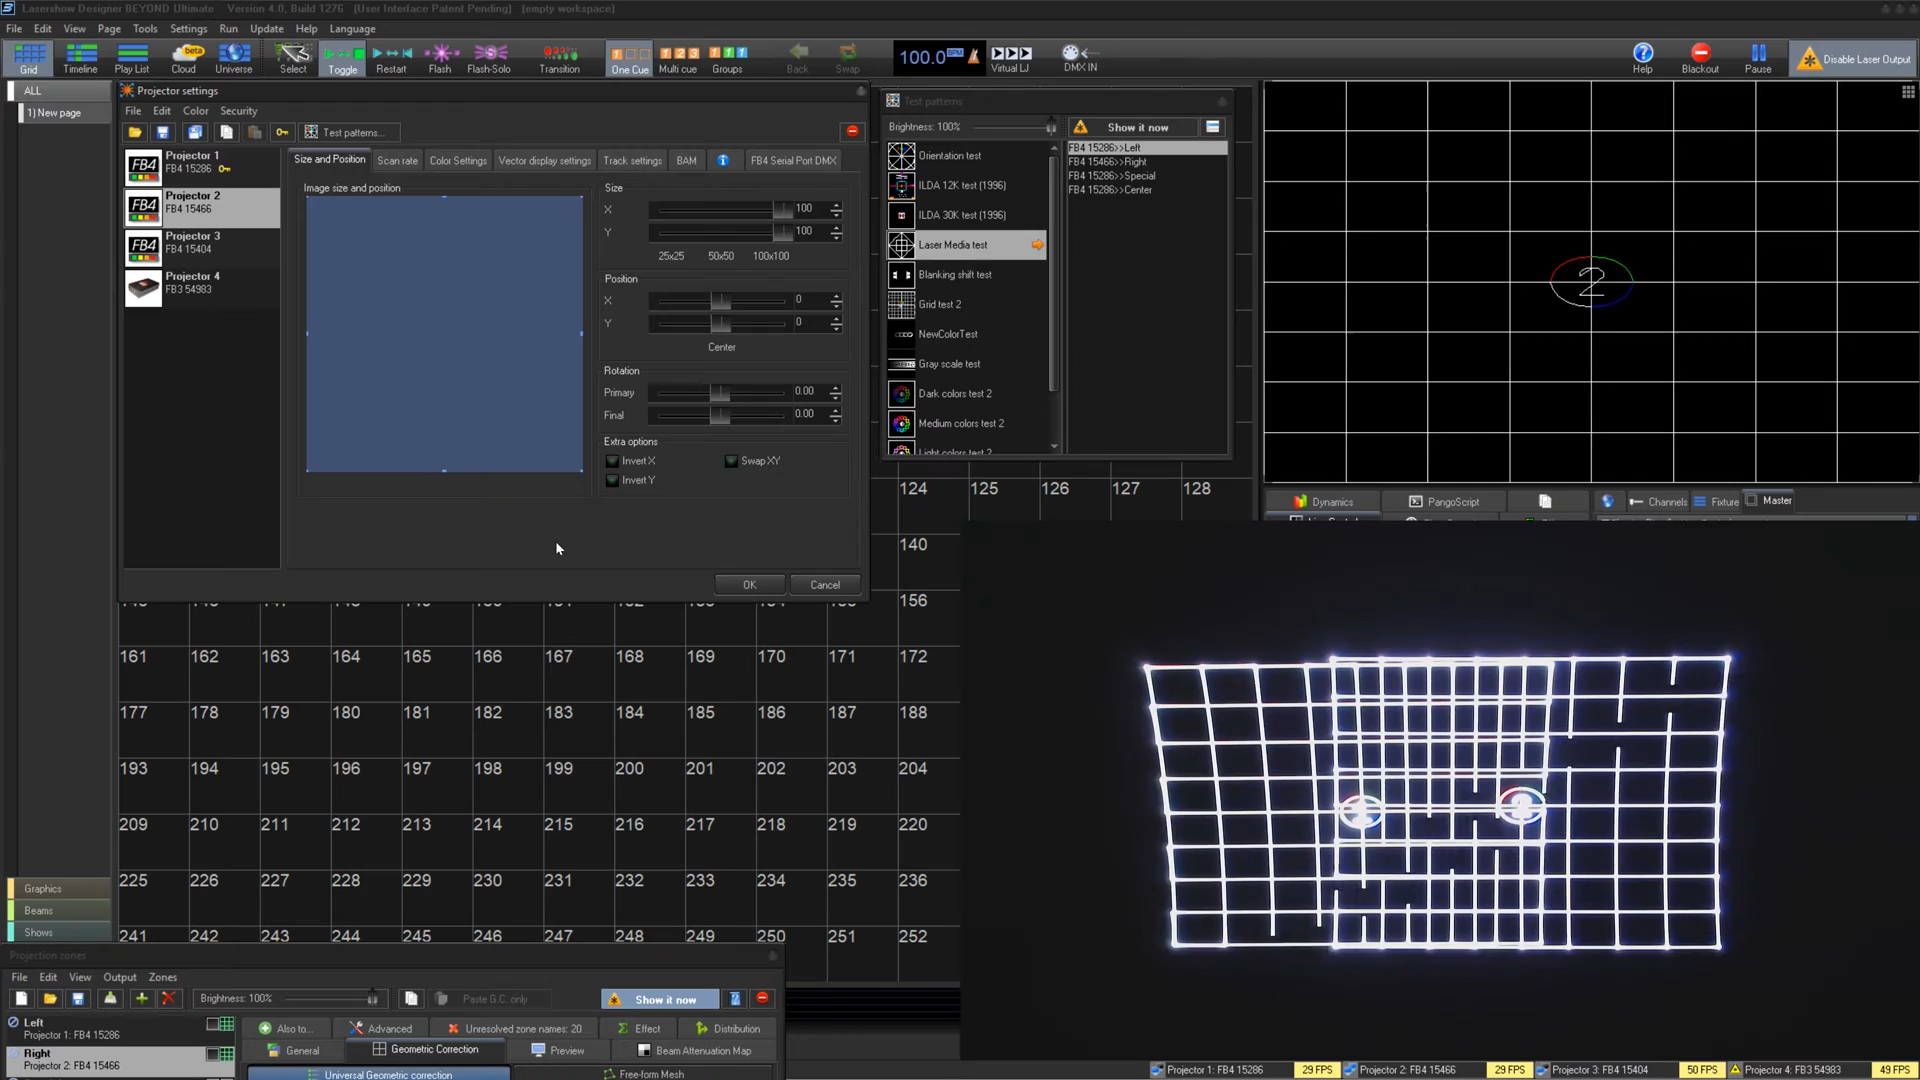 Lasershow Designer BEYOND Ultimate Version 4.0, Build 1276 (User Interface Patent Pending) (empty workspace)
File Edit View Page Tools Settings Run Update Help Language
Grid Timeline Play List beta Cloud Universe Select Toggle Restart Flash Flash-Solo Transition One Cue Multi cue Groups Back Swap 100.0 BPM Virtual LJ DMX IN Help Blackout Pause Disable Laser Output
ALL
1) New page
Projector settings
File Edit Color Security
Test patterns...
FB4 Projector 1
FB4 15286
FB4 Projector 2
FB4 15466
FB4 Projector 3
FB4 15404
Projector 4
FB3 54983
Size and Position Scan rate Color Settings Vector display settings Track settings BAM FB4 Serial Port DMX
Image size and position
Size
X 100
Y 100
25x25 50x50 100x100
Position
X 0
Y 0
Center
Rotation
Primary 0.00
Final 0.00
Extra options
Invert X Swap XY
Invert Y
OK Cancel
Test patterns
Brightness: 100% Show it now
Orientation test
ILDA 12K test (1996)
ILDA 30K test (1996)
Laser Media test
Blanking shift test
Grid test 2
NewColorTest
Gray scale test
Dark colors test 2
Medium colors test 2
Light colors test 2
FB4 15286>>Left
FB4 15466>>Right
FB4 15286>>Special
FB4 15286>>Center
2
Dynamics PangoScript Channels Fixture Master
124 125 126 127 128
140
156
161 162 163 164 165 166 167 168 169 170 171 172
177 178 179 180 181 182 183 184 185 186 187 188
193 194 195 196 197 198 199 200 201 202 203 204
209 210 211 212 213 214 215 216 217 218 219 220
225 226 227 228 229 230 231 232 233 234 235 236
241 242 243 244 245 246 247 248 249 250 251 252
Graphics
Beams
Shows
Projection zones
File Edit View Output Zones
Brightness: 100% Paste G.C. only Show it now
Left
Projector 1: FB4 15286
Right
Projector 2: FB4 15466
Also to... Advanced Unresolved zone names: 20 Effect Distribution
General Geometric Correction Preview Beam Attenuation Map
Universal Geometric correction Free-form Mesh
Projector 1: FB4 15286 29 FPS Projector 2: FB4 15466 29 FPS Projector 3: FB4 15404 50 FPS Projector 4: FB3 54983 49 FPS